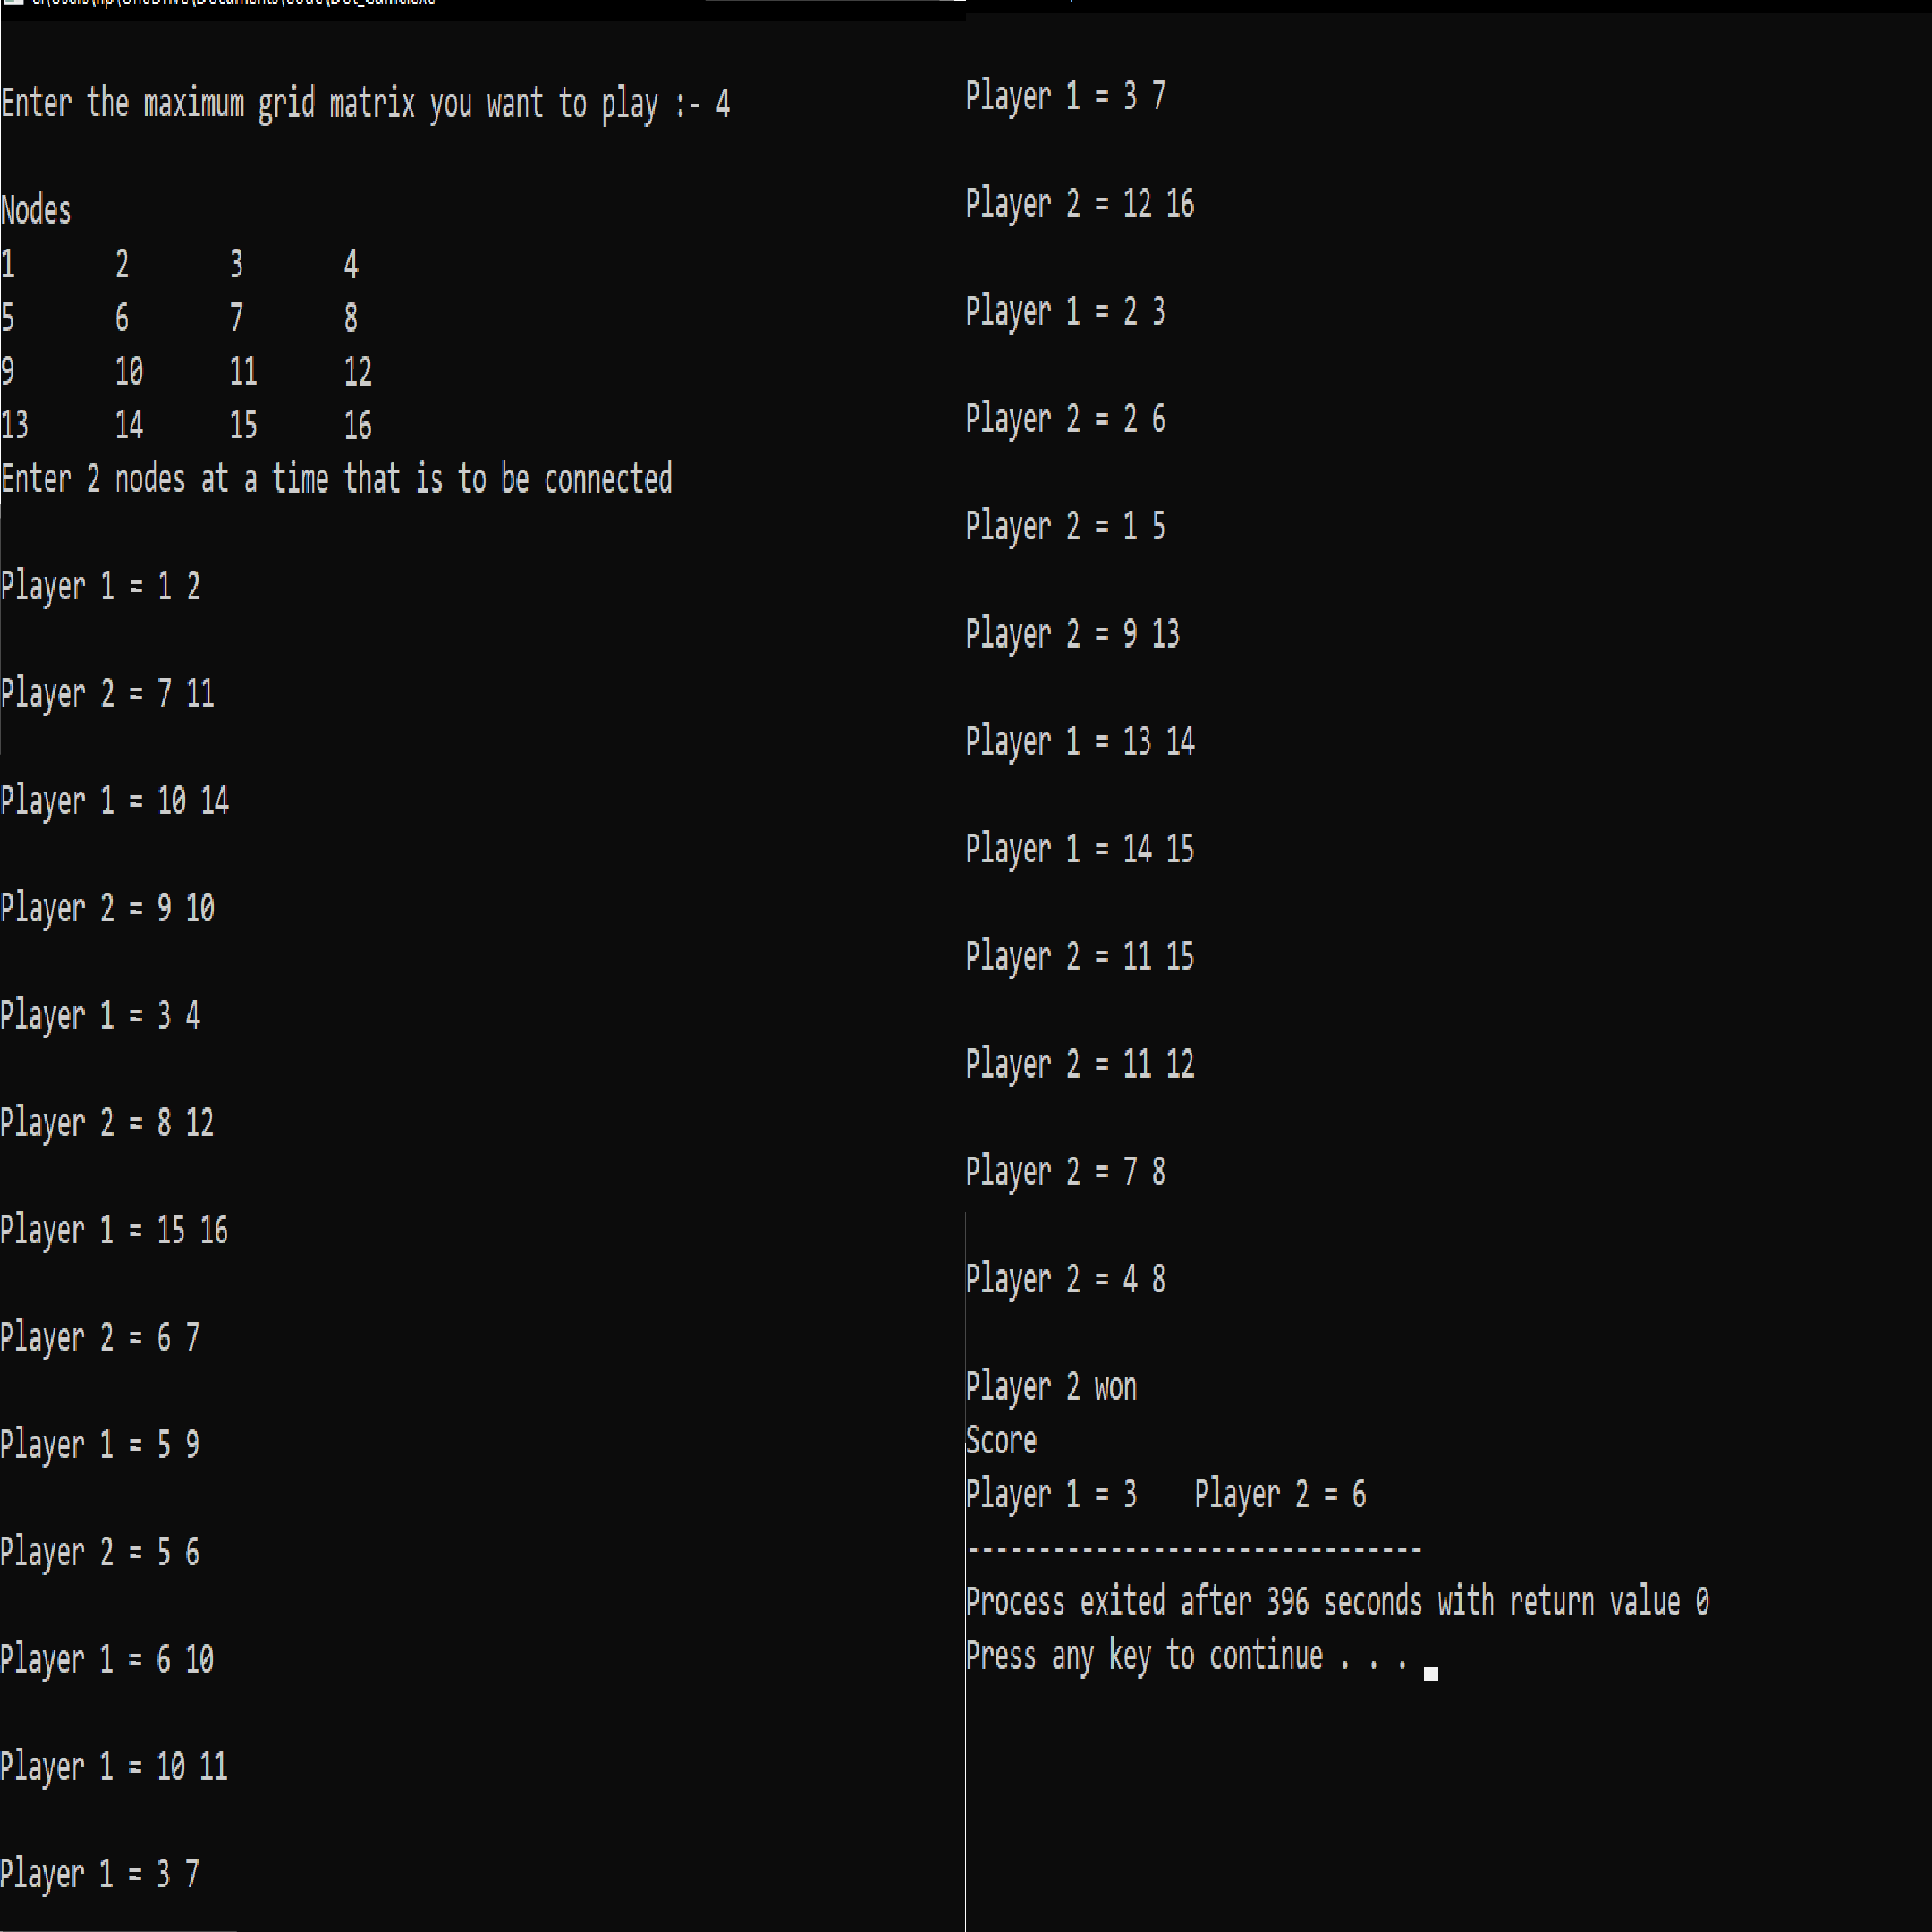 Enter the maximum grid matrix you want to play :- 4
Nodes
1 2 3 4
5 6 7 8
9 10 11 12
13 14 15 16
Enter 2 nodes at a time that is to be connected
Player 1 = 1 2
Player 2 = 7 11
Player 1 = 10 14
Player 2 = 9 10
Player 1 = 3 4
Player 2 = 8 12
Player 1 = 15 16
Player 2 = 6 7
Player 1 = 5 9
Player 2 = 5 6
Player 1 = 6 10
Player 1 = 10 11
Player 1 = 3 7
Player 1 = 3 7
Player 2 = 12 16
Player 1 = 2 3
Player 2 = 2 6
Player 2 = 1 5
Player 2 = 9 13
Player 1 = 13 14
Player 1 = 14 15
Player 2 = 11 15
Player 2 = 11 12
Player 2 = 7 8
Player 2 = 4 8
Player 2 won
Score
Player 1 = 3 Player 2 = 6
--------------------------------
Process exited after 396 seconds with return value 0
Press any key to continue . . .